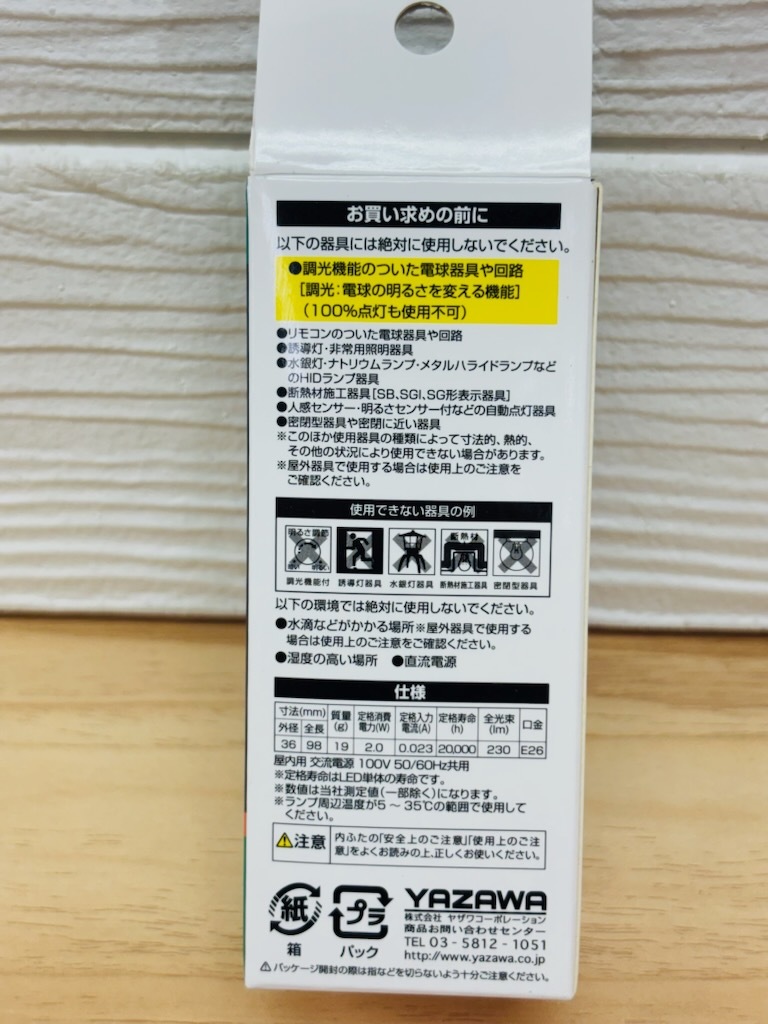 お買い求めの前に
以下の器具には絶対に使用しないでください。
●調光機能のついた電球器具や回路
[調光:電球の明るさを変える機能]
(100%点灯も使用不可)
●リモコンのついた電球器具や回路
●誘導灯・非常用照明器具
●水銀灯・ナトリウムランプ・メタルハライドランプなど
のHIDランプ器具
●断熱材施工器具[SB、SGI、SG形表示器具]
●人感センサー・明るさセンサー付などの自動点灯器具
●密閉型器具や密閉に近い器具
※このほか使用器具の種類によって寸法的、熱的、
その他の状況により使用できない場合があります。
※屋外器具で使用する場合は使用上のご注意を
ご確認ください。
使用できない器具の例
明るさ調節 断熱材
暗い 明るい
調光機能付 誘導灯器具 水銀灯器具 断熱材施工器具 密閉型器具
以下の環境では絶対に使用しないでください。
●水滴などがかかる場所※屋外器具で使用する
場合は使用上のご注意をご確認ください。
●湿度の高い場所 ●直流電源
仕様
寸法(mm) 質量(g) 定格消費電力(W) 定格入力電流(A) 定格寿命(h) 全光束(lm) 口金
外径 全長
36 98 19 2.0 0.023 20,000 230 E26
屋内用 交流電源 100V 50/60Hz共用
※定格寿命はLED単体の寿命です。
※数値は当社測定値(一部除く)になります。
※ランプ周辺温度が5 ~ 35℃の範囲で使用して
ください。
⚠注意 内ふたの「安全上のご注意」「使用上のご注
意」をよくお読みの上、正しくお使いください。
紙 プラ
箱 パック
YAZAWA
株式会社 ヤザワコーポレーション
商品お問い合わせセンター
TEL 03-5812-1051
http://www.yazawa.co.jp
⚠パッケージ開封の際は指などを切らないよう十分ご注意ください。